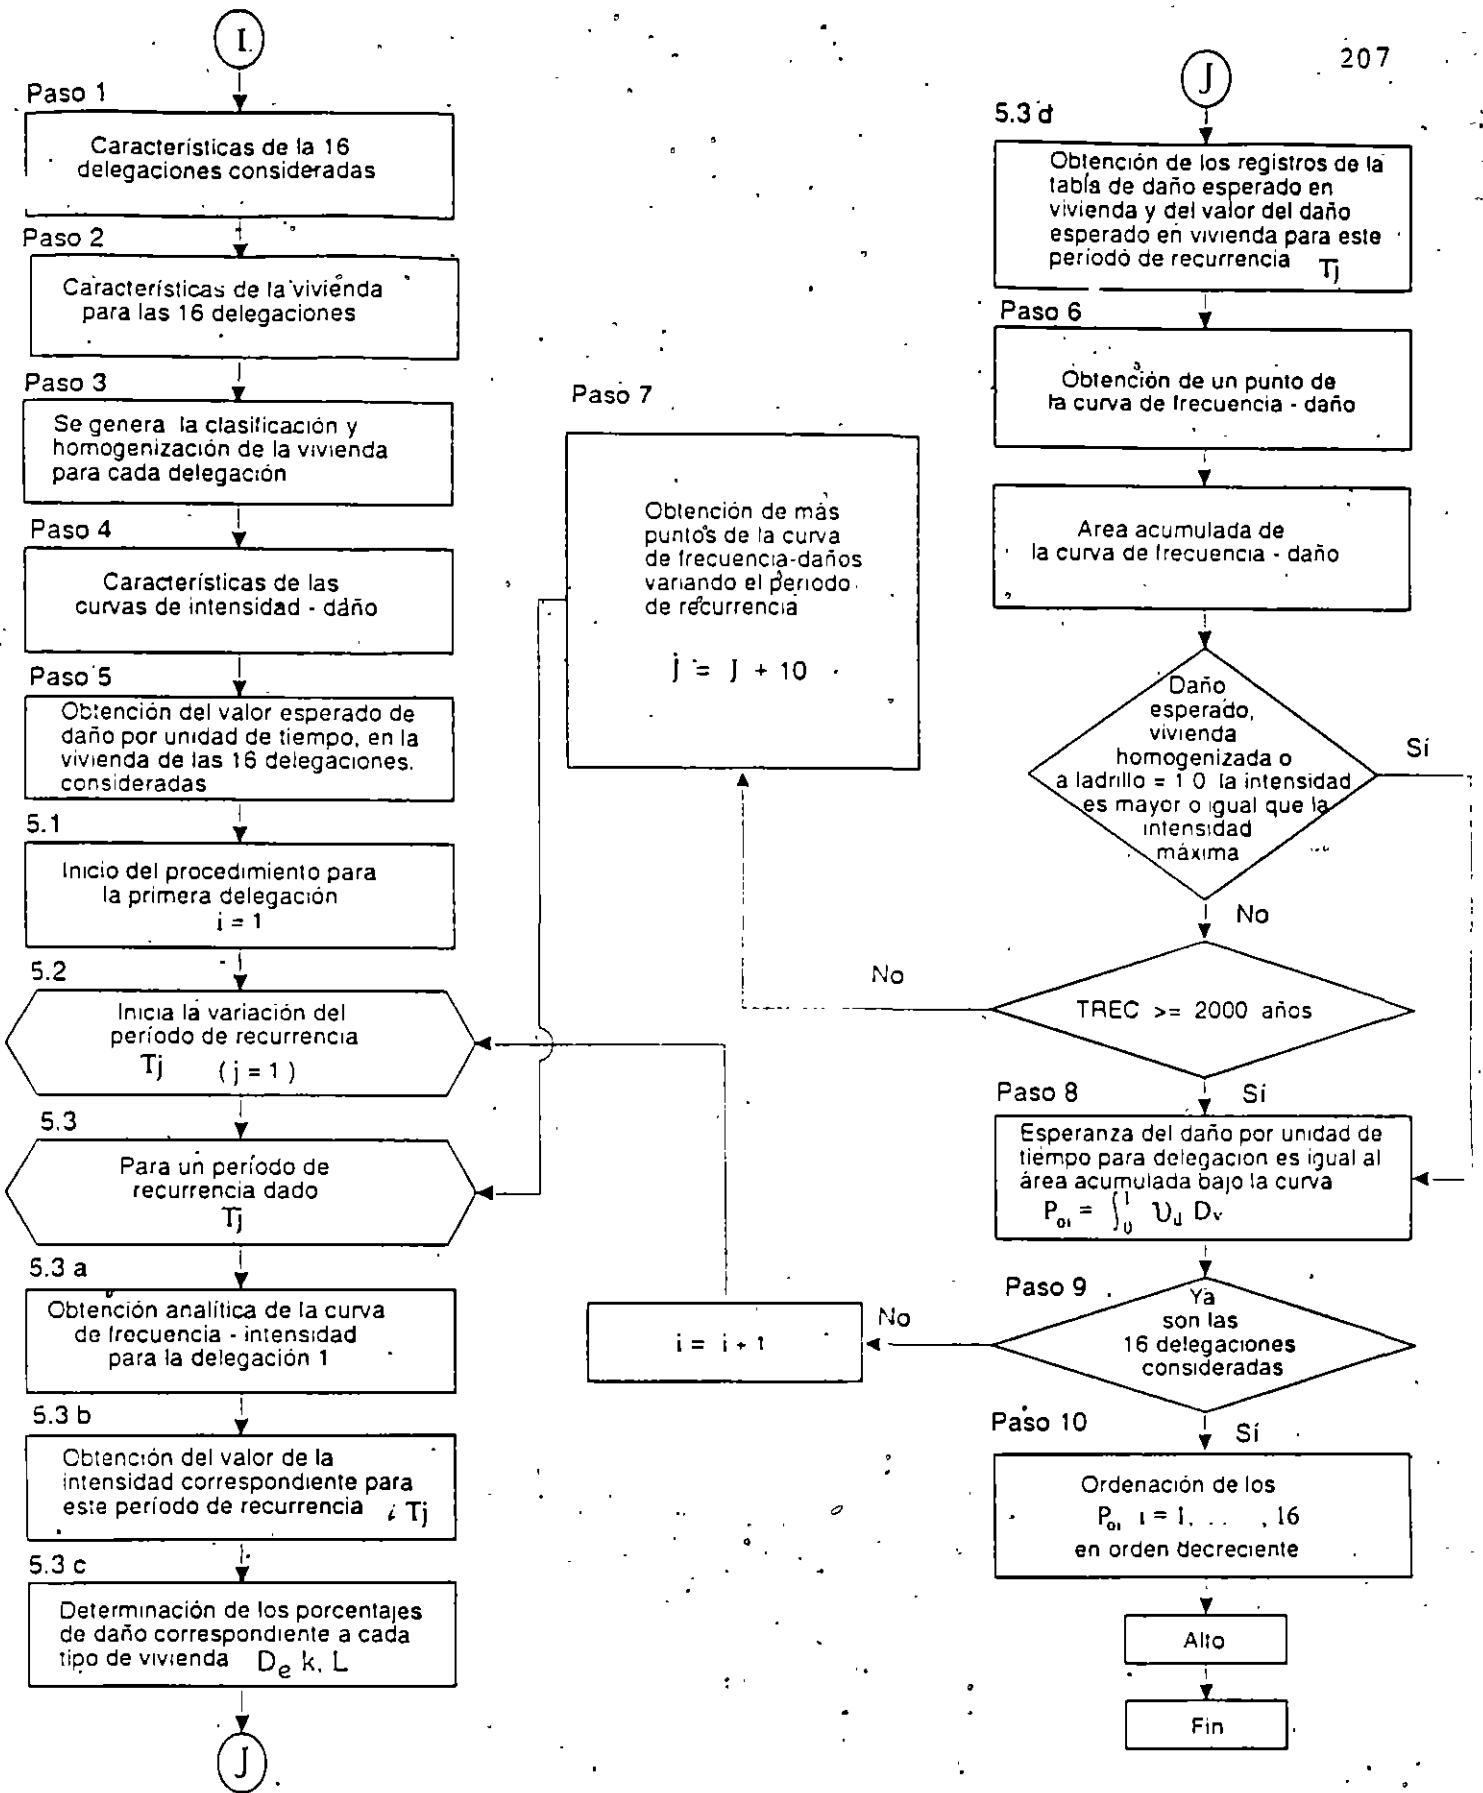 207
I
Paso 1
Características de la 16
delegaciones consideradas
Paso 2
Características de la vivienda
para las 16 delegaciones
Paso 3
Se genera la clasificación y
homogenización de la vivienda
para cada delegación
Paso 4
Características de las
curvas de intensidad - daño
Paso 5
Obtención del valor esperado de
daño por unidad de tiempo, en la
vivienda de las 16 delegaciones.
consideradas
5.1
Inicio del procedimiento para
la primera delegación
i = 1
5.2
Inicia la variación del
período de recurrencia
Tj ( j = 1 )
5.3
Para un período de
recurrencia dado
Tj
5.3 a
Obtención analítica de la curva
de frecuencia - intensidad
para la delegación 1
5.3 b
Obtención del valor de la
intensidad correspondiente para
este período de recurrencia i Tj
5.3 c
Determinación de los porcentajes
de daño correspondiente a cada
tipo de vivienda De k, L
J
Paso 7
Obtención de más
puntos de la curva
de frecuencia-daños
variando el periodo
de recurrencia
j = J + 10
i = i + 1
J
5.3 d
Obtención de los registros de la
tabla de daño esperado en
vivienda y del valor del daño
esperado en vivienda para este
período de recurrencia Tj
Paso 6
Obtención de un punto de
la curva de frecuencia - daño
Area acumulada de
la curva de frecuencia - daño
Daño
esperado,
vivienda
homogenizada o
a ladrillo = 1 0 la intensidad
es mayor o igual que la
intensidad
máxima
Sí
No
TREC >= 2000 años
No
Sí
Paso 8
Esperanza del daño por unidad de
tiempo para delegacion es igual al
área acumulada bajo la curva
Poi = ∫₀¹ υd Dv
Paso 9
Ya
son las
16 delegaciones
consideradas
No
Sí
Paso 10
Ordenación de los
Poi i = 1, . . . , 16
en orden decreciente
Alto
Fin